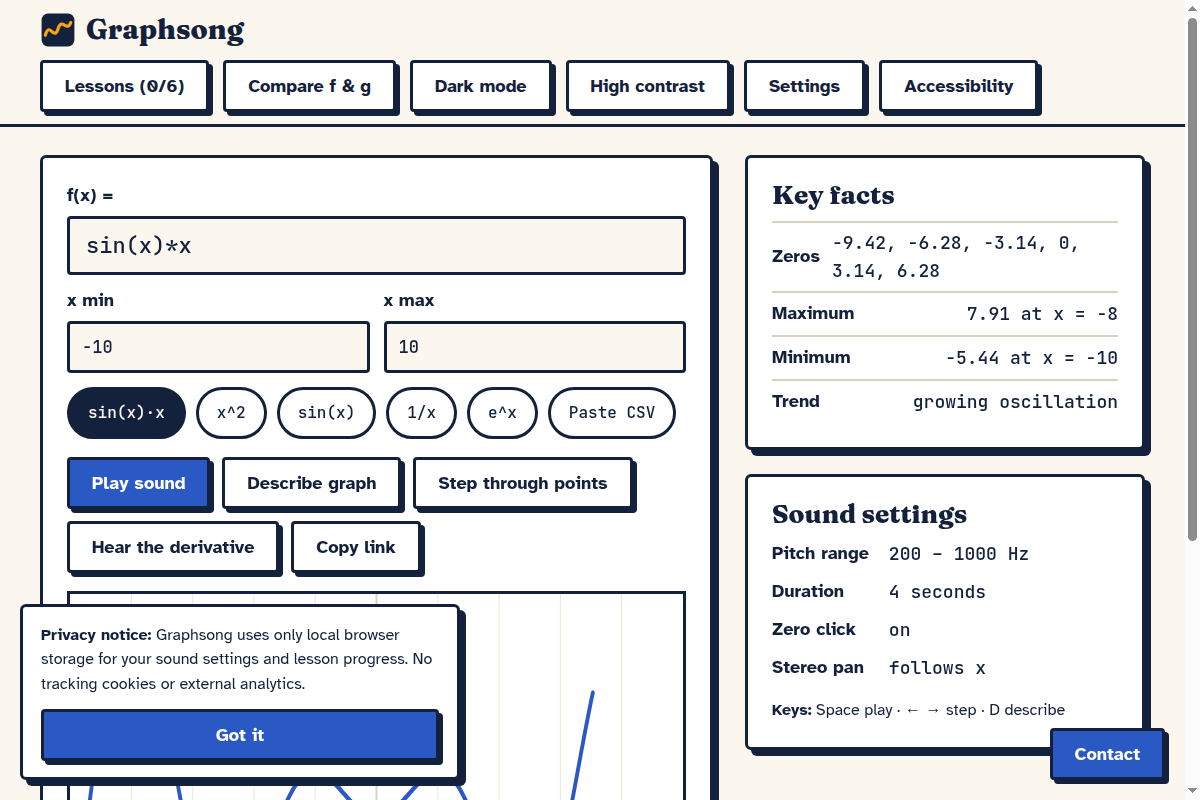 Graphsong
Lessons (0/6)
Compare f & g
Dark mode
High contrast
Settings
Accessibility
f(x) =
sin(x)*x
x min
x max
-10
10
sin(x)·x
x^2
sin(x)
1/x
e^x
Paste CSV
Play sound
Describe graph
Step through points
Hear the derivative
Copy link
Privacy notice: Graphsong uses only local browser
storage for your sound settings and lesson progress. No
tracking cookies or external analytics.
Got it
Key facts
Zeros
-9.42, -6.28, -3.14, 0,
3.14, 6.28
Maximum
7.91 at x = -8
Minimum
-5.44 at x = -10
Trend
growing oscillation
Sound settings
Pitch range
200 – 1000 Hz
Duration
4 seconds
Zero click
on
Stereo pan
follows x
Keys: Space play · ← → step · D describe
Contact